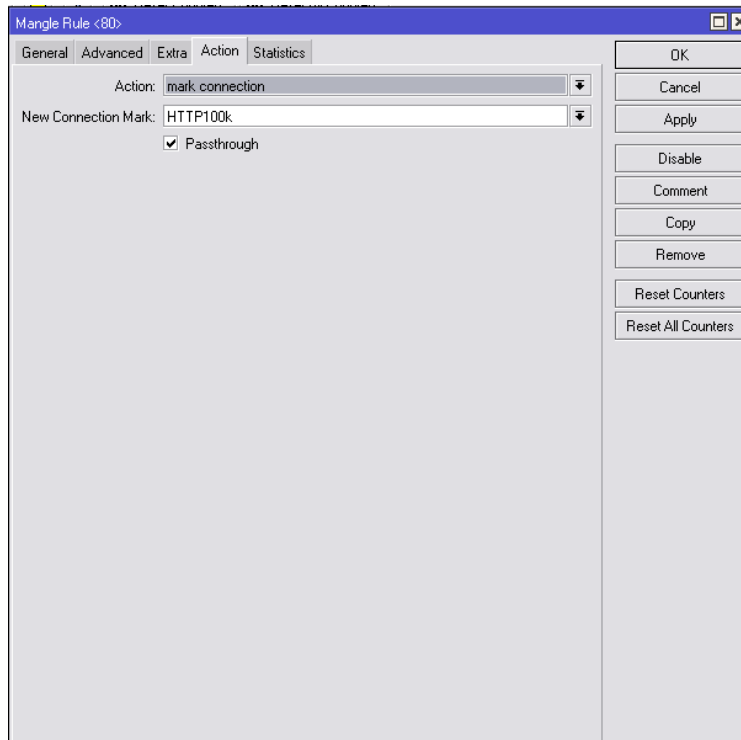 Mangle Rule <80>
General Advanced Extra Action Statistics
Action: mark connection
New Connection Mark: HTTP100k
Passthrough
OK
Cancel
Apply
Disable
Comment
Copy
Remove
Reset Counters
Reset All Counters